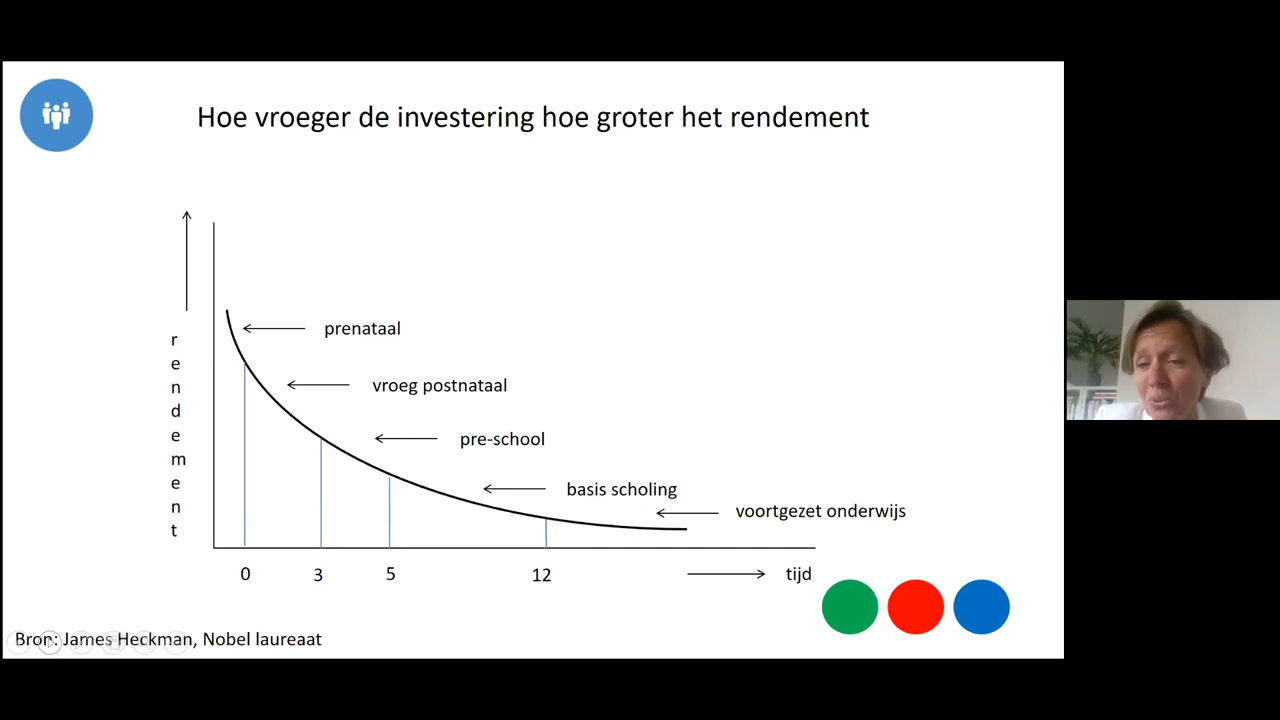 Hoe vroeger de investering hoe groter het rendement
rendement
prenataal
vroeg postnataal
pre-school
basis scholing
voortgezet onderwijs
0
3
5
12
tijd
Bron: James Heckman, Nobel laureaat